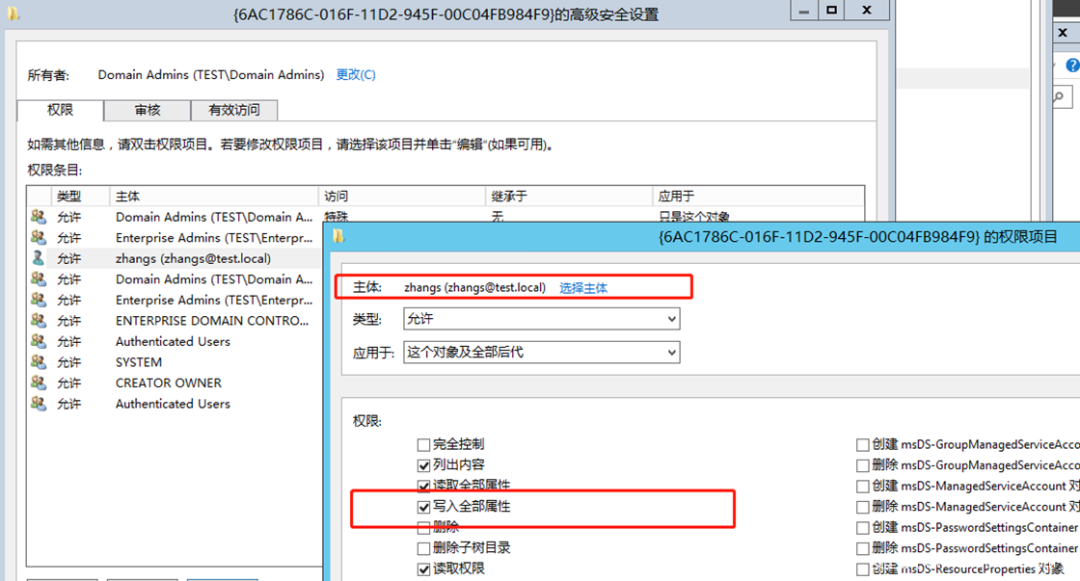 {6AC1786C-016F-11D2-945F-00C04FB984F9}的高级安全设置
所有者: Domain Admins (TEST\Domain Admins) 更改(C)
权限 审核 有效访问
如需其他信息，请双击权限项目。若要修改权限项目，请选择该项目并单击"编辑"(如果可用)。
权限条目:
类型 主体 访问 继承于 应用于
允许 Domain Admins (TEST\Domain A... 特殊 无 只是这个对象
允许 Enterprise Admins (TEST\Enterpr...
允许 zhangs (zhangs@test.local)
允许 Domain Admins (TEST\Domain A...
允许 Enterprise Admins (TEST\Enterpr...
允许 ENTERPRISE DOMAIN CONTRO...
允许 Authenticated Users
允许 SYSTEM
允许 CREATOR OWNER
允许 Authenticated Users
{6AC1786C-016F-11D2-945F-00C04FB984F9} 的权限项目
主体: zhangs (zhangs@test.local) 选择主体
类型: 允许
应用于: 这个对象及全部后代
权限:
完全控制 创建 msDS-GroupManagedServiceAcco
列出内容 删除 msDS-GroupManagedServiceAcco
读取全部属性 创建 msDS-ManagedServiceAccount 对
写入全部属性 删除 msDS-ManagedServiceAccount 对
删除 创建 msDS-PasswordSettingsContainer
删除子树目录 删除 msDS-PasswordSettingsContainer
读取权限 创建 msDS-ResourceProperties 对象